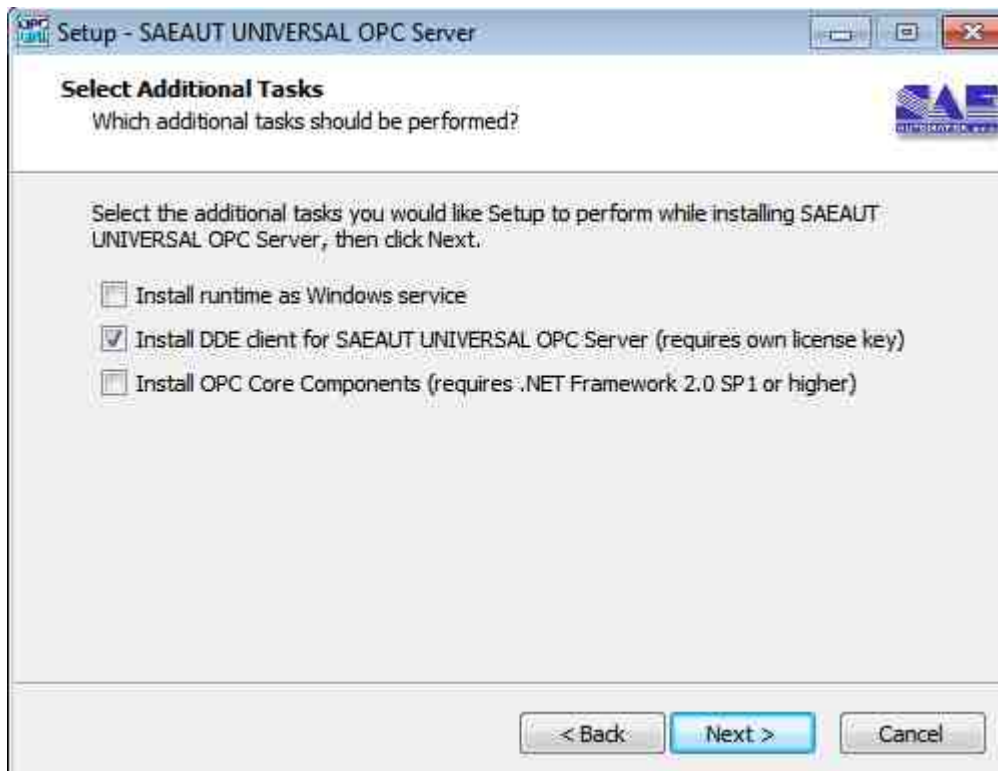 Setup - SAEAUT UNIVERSAL OPC Server
Select Additional Tasks
Which additional tasks should be performed?
SAE
Select the additional tasks you would like Setup to perform while installing SAEAUT
UNIVERSAL OPC Server, then click Next.
Install runtime as Windows service
Install DDE client for SAEAUT UNIVERSAL OPC Server (requires own license key)
Install OPC Core Components (requires .NET Framework 2.0 SP1 or higher)
< Back
Next >
Cancel